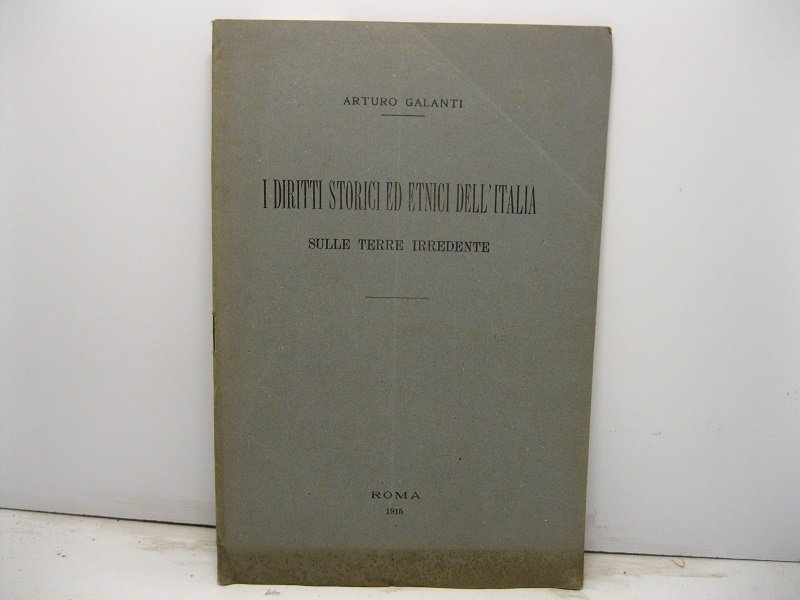 ARTURO GALANTI
I DIRITTI STORICI ED ETNICI DELL'ITALIA
SULLE TERRE IRREDENTE
ROMA
1915